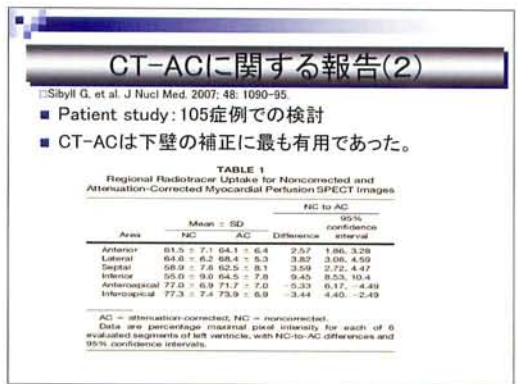 CT-ACに関する報告(2)
Sibyll G. et al. J Nucl Med. 2007; 48: 1090-95.
Patient study:105症例での検討
CT-ACは下壁の補正に最も有用であった。
TABLE 1
Regional Radiotracer Uptake for Noncorrected and
Attenuation-Corrected Myocardial Perfusion SPECT Images
NC to AC
Mean ± SD 95%
confidence
Area NC AC Difference interval
Anterior 61.5 ± 7.1 64.1 ± 6.4 2.57 1.86, 3.28
Lateral 64.6 ± 6.2 68.4 ± 5.3 3.82 3.06, 4.59
Septal 58.9 ± 7.6 62.5 ± 8.1 3.59 2.72, 4.47
Inferior 55.0 ± 9.0 64.5 ± 7.8 9.45 8.53, 10.4
Anteroapical 77.0 ± 6.9 71.7 ± 7.0 −5.33 6.17, −4.49
Inferoapical 77.3 ± 7.4 73.9 ± 6.9 −3.44 4.40, −2.49
AC = attenuation-corrected; NC = noncorrected.
Data are percentage maximal pixel intensity for each of 6
evaluated segments of left ventricle, with NC-to-AC differences and
95% confidence intervals.